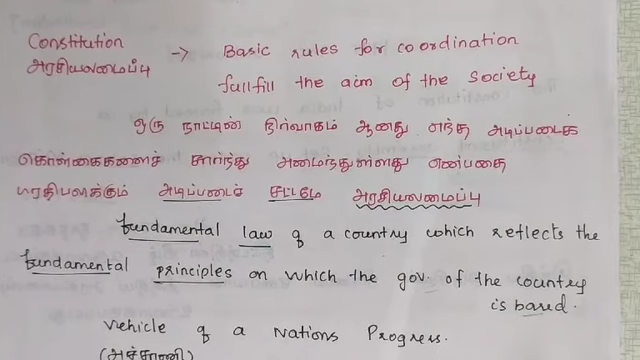 Constitution → Basic rules for coordination
அரசியலமைப்பு fullfill the aim of the society
ஒரு நாட்டின் நிர்வாகம் ஆனது எந்த அடிப்படைக்
கொள்கைகளைச் சார்ந்து அமைந்துள்ளது என்பதை
பிரதிபலிக்கும் அடிப்படைச் சட்டமே அரசியலமைப்பு
fundamental law of a country which reflects the
fundamental principles on which the gov. of the country
is based.
Vehicle of a Nations Progress.
(அச்சாணி)